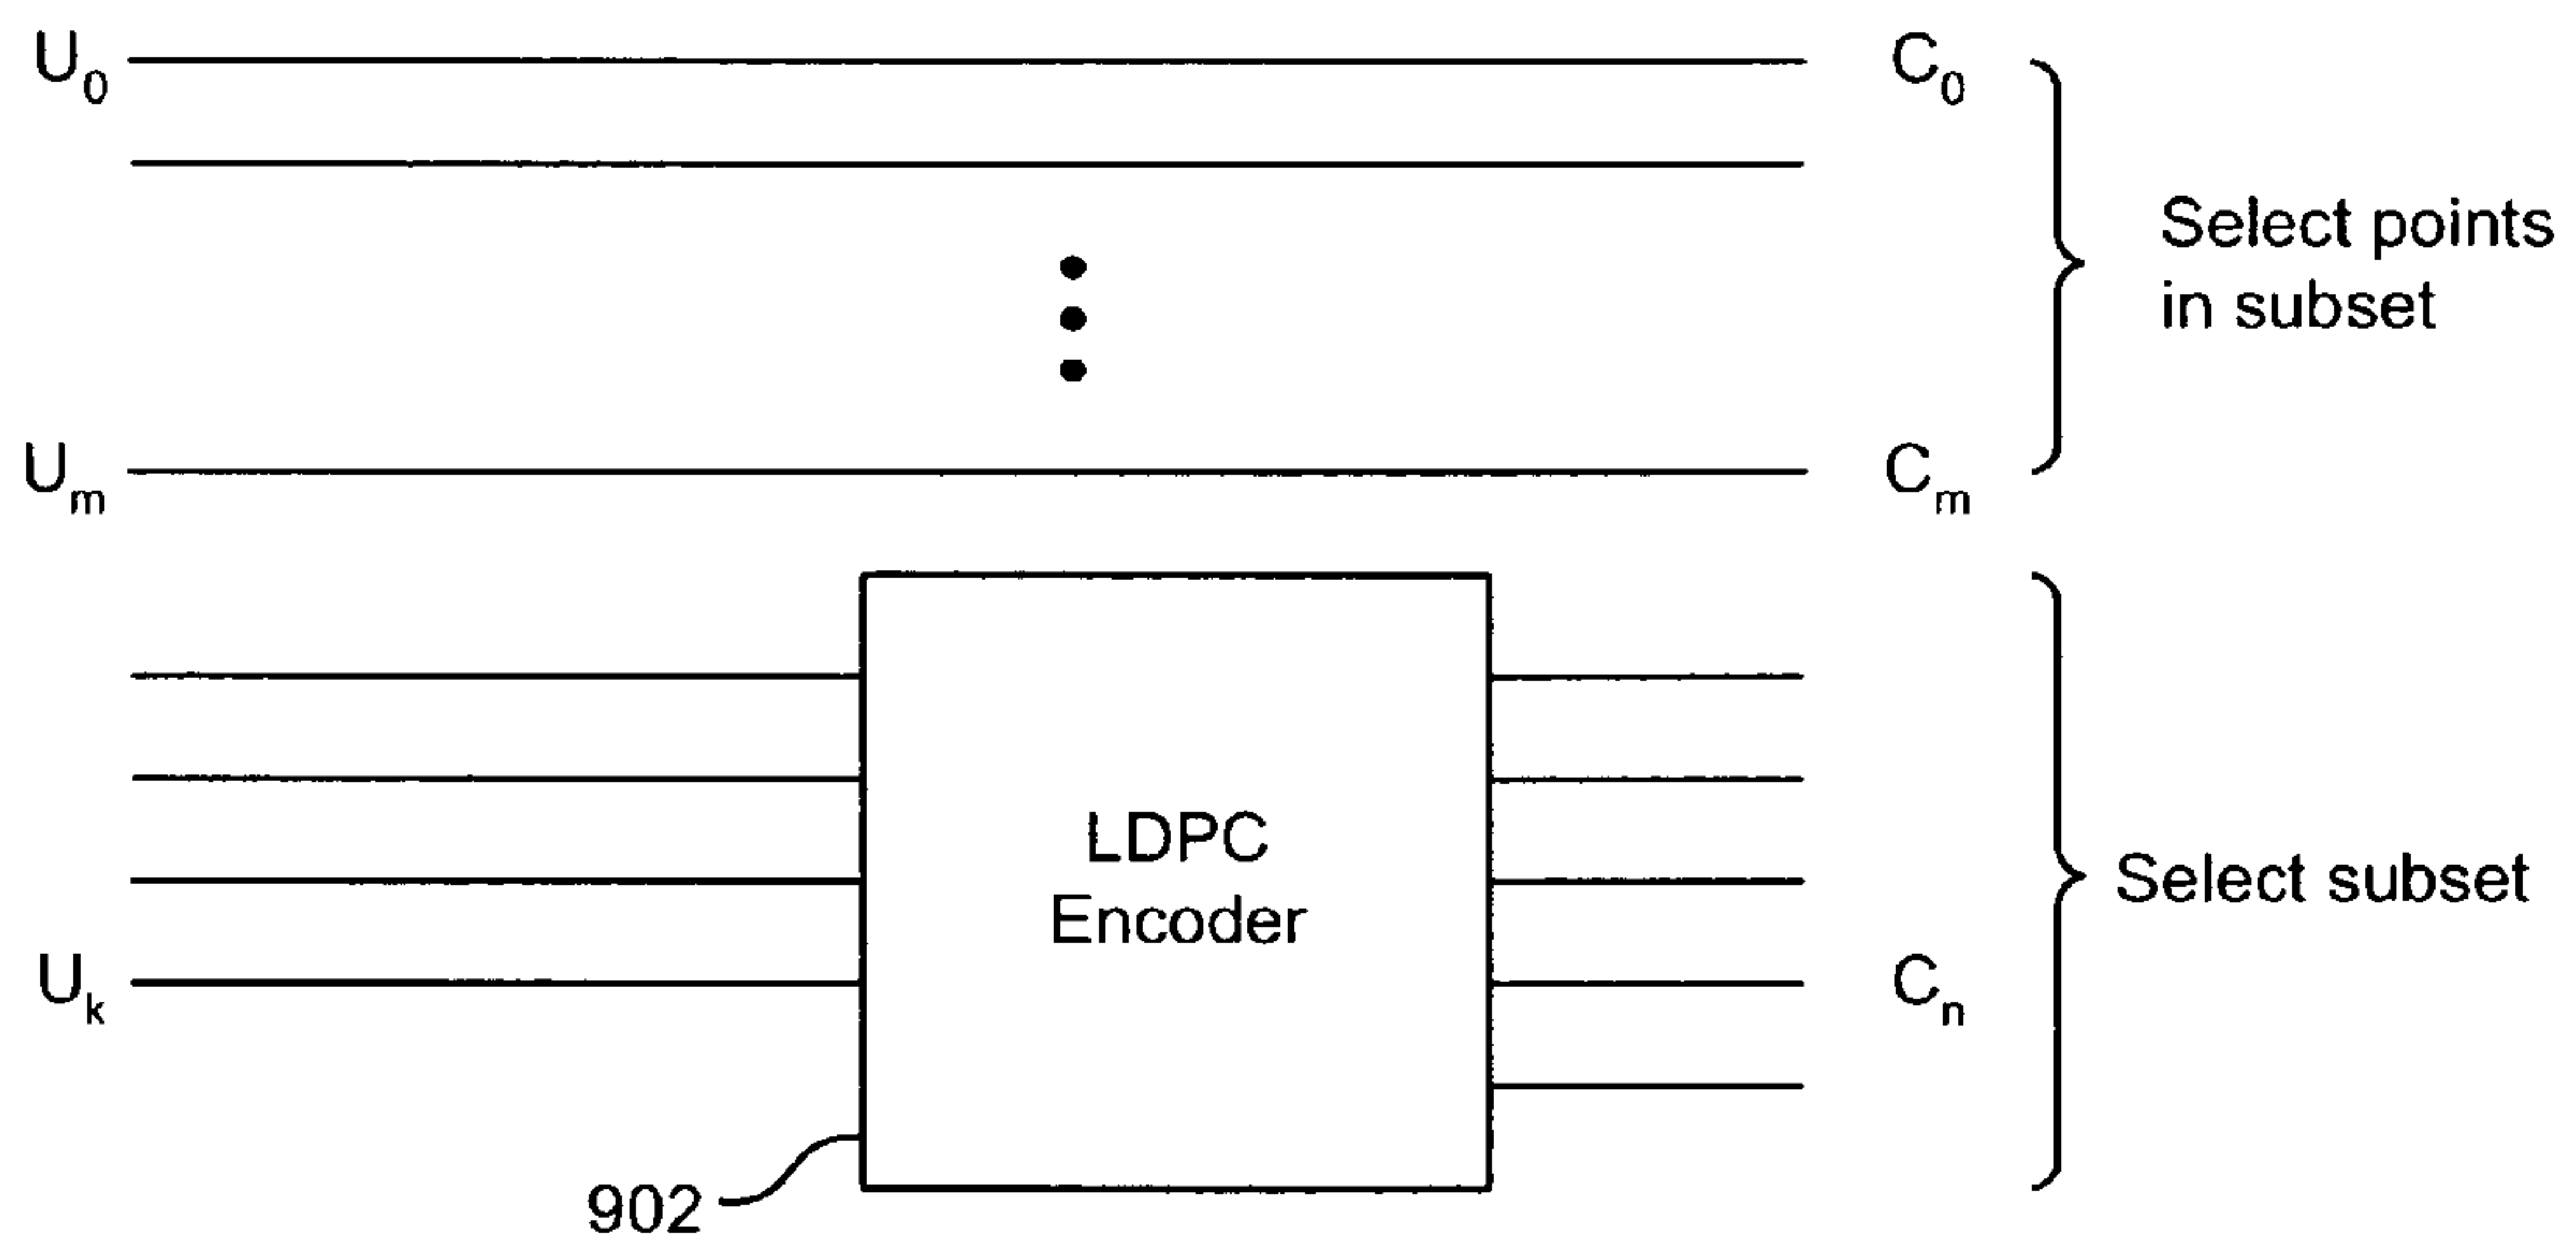 U0
C0
Select points
in subset
Um
Cm
LDPC
Encoder
Select subset
Uk
Cn
902